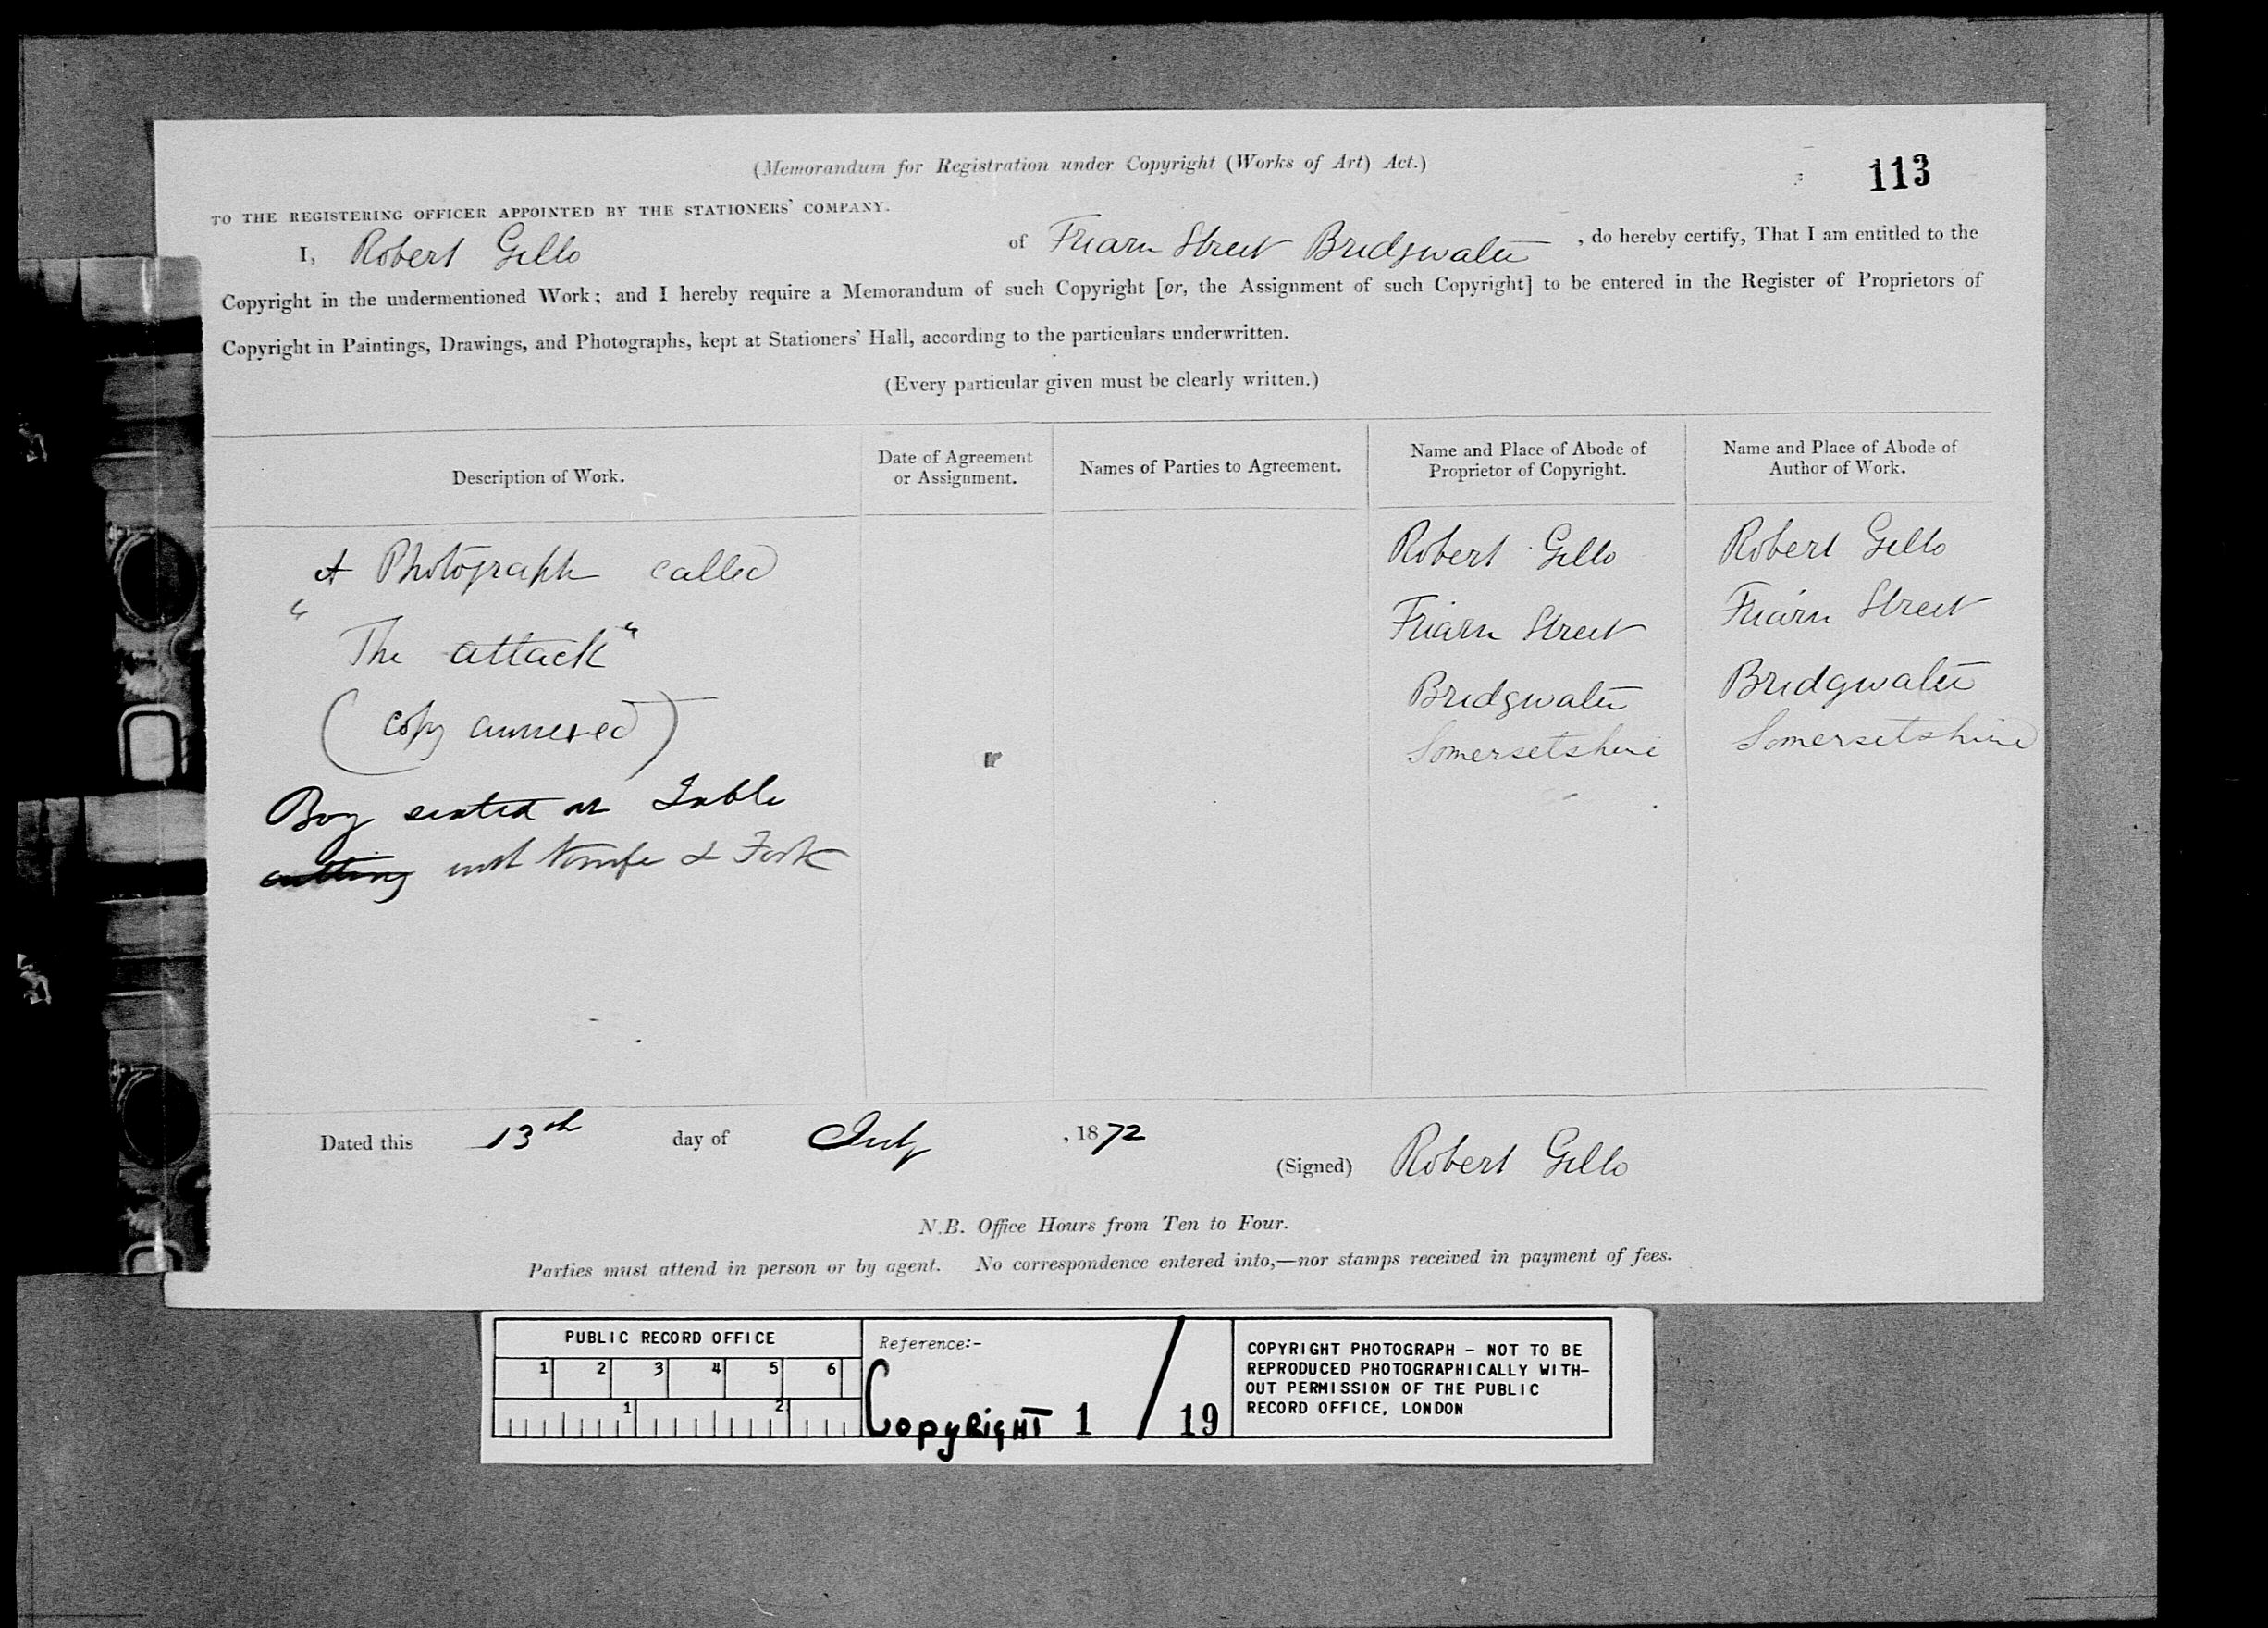 (Memorandum for Registration under Copyright (Works of Art) Act.)
113
TO THE REGISTERING OFFICER APPOINTED BY THE STATIONERS' COMPANY.
I, Robert Gillo of Friarn Street Bridgwater, do hereby certify, That I am entitled to the
Copyright in the undermentioned Work; and I hereby require a Memorandum of such Copyright [or, the Assignment of such Copyright] to be entered in the Register of Proprietors of
Copyright in Paintings, Drawings, and Photographs, kept at Stationers' Hall, according to the particulars underwritten.
(Every particular given must be clearly written.)
Description of Work.
Date of Agreement
or Assignment.
Names of Parties to Agreement.
Name and Place of Abode of
Proprietor of Copyright.
Name and Place of Abode of
Author of Work.
A Photograph called
"The attack"
(copy annexed)
Boy seated at Table
cutting with Knife & Fork
Robert Gillo
Friarn Street
Bridgwater
Somersetshire
Robert Gillo
Friarn Street
Bridgwater
Somersetshire
Dated this 13th day of July, 1872
(Signed) Robert Gillo
N.B. Office Hours from Ten to Four.
Parties must attend in person or by agent. No correspondence entered into,—nor stamps received in payment of fees.
PUBLIC RECORD OFFICE
1 2 3 4 5 6
1 2
Reference:-
COPYRIGHT 1 / 19
COPYRIGHT PHOTOGRAPH - NOT TO BE
REPRODUCED PHOTOGRAPHICALLY WITH-
OUT PERMISSION OF THE PUBLIC
RECORD OFFICE, LONDON